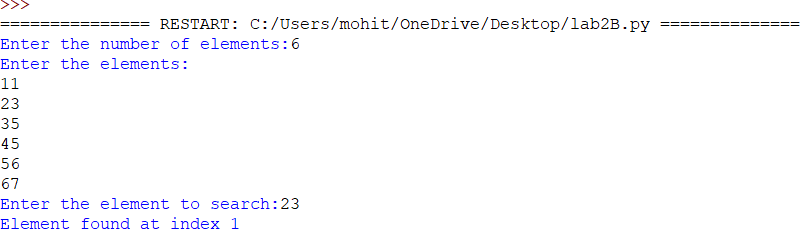 >>>
=============== RESTART: C:/Users/mohit/OneDrive/Desktop/lab2B.py ==============
Enter the number of elements:6
Enter the elements:
11
23
35
45
56
67
Enter the element to search:23
Element found at index 1